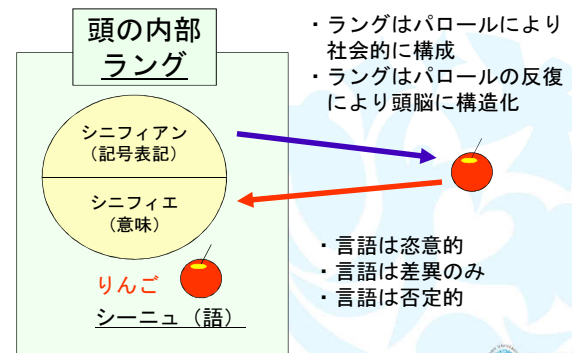 頭の内部
ラング
・ラングはパロールにより
社会的に構成
・ラングはパロールの反復
により頭脳に構造化
シニフィアン
（記号表記）
シニフィエ
（意味）
りんご
シーニュ（語）
・言語は恣意的
・言語は差異のみ
・言語は否定的